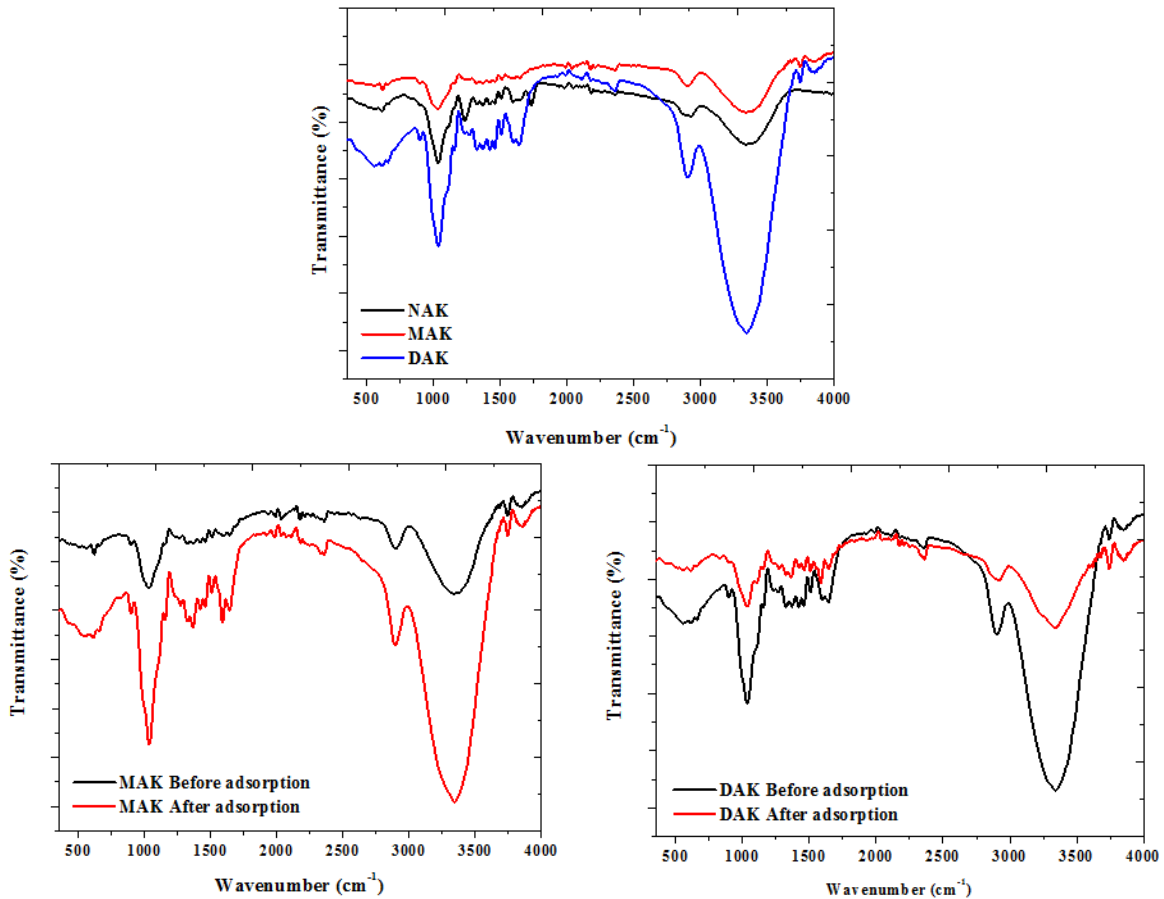 Transmittance (%)
NAK
MAK
DAK
500 1000 1500 2000 2500 3000 3500 4000
Wavenumber (cm⁻¹)
Transmittance (%)
MAK Before adsorption
MAK After adsorption
500 1000 1500 2000 2500 3000 3500 4000
Wavenumber (cm⁻¹)
Transmittance (%)
DAK Before adsorption
DAK After adsorption
500 1000 1500 2000 2500 3000 3500 4000
Wavenumber (cm⁻¹)